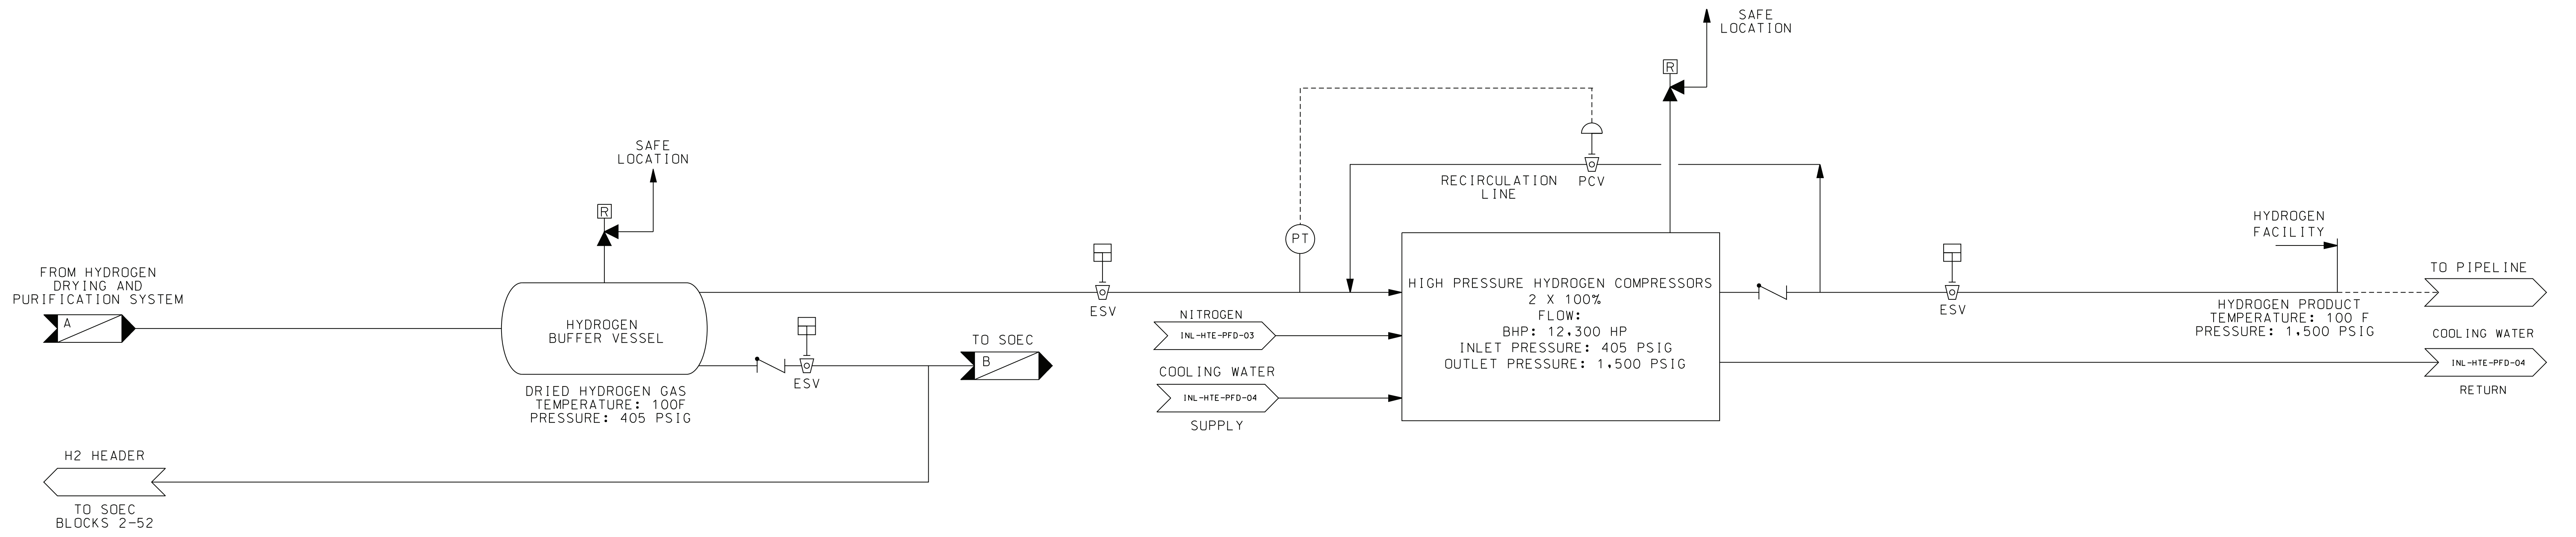 SAFE
LOCATION
R
SAFE
LOCATION
R
RECIRCULATION
LINE
PCV
PT
FROM HYDROGEN
DRYING AND
PURIFICATION SYSTEM
A
HYDROGEN
BUFFER VESSEL
DRIED HYDROGEN GAS
TEMPERATURE: 100F
PRESSURE: 405 PSIG
ESV
TO SOEC
B
H2 HEADER
TO SOEC
BLOCKS 2-52
ESV
NITROGEN
INL-HTE-PFD-03
COOLING WATER
INL-HTE-PFD-04
SUPPLY
HIGH PRESSURE HYDROGEN COMPRESSORS
2 X 100%
FLOW:
BHP: 12,300 HP
INLET PRESSURE: 405 PSIG
OUTLET PRESSURE: 1,500 PSIG
ESV
HYDROGEN
FACILITY
TO PIPELINE
HYDROGEN PRODUCT
TEMPERATURE: 100 F
PRESSURE: 1,500 PSIG
COOLING WATER
INL-HTE-PFD-04
RETURN